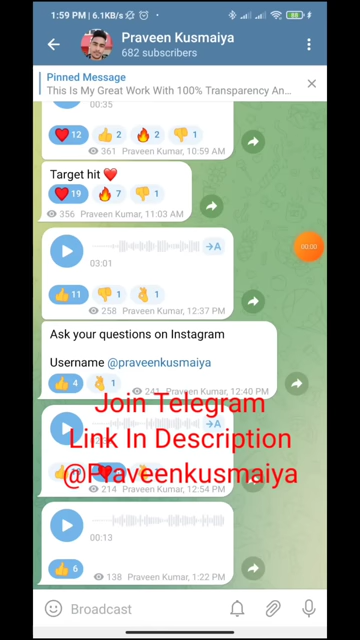 1:59 PM | 6.1KB/s
Praveen Kusmaiya
682 subscribers
Pinned Message
This Is My Great Work With 100% Transparency An...
00:35
12 2 2 1
361 Praveen Kumar, 10:59 AM
Target hit ❤️
19 7 1
356 Praveen Kumar, 11:03 AM
→A
03:01
11 1 1
258 Praveen Kumar, 12:37 PM
00:00
Ask your questions on Instagram
Username @praveenkusmaiya
4 1
241 Praveen Kumar, 12:40 PM
→A
Join Telegram
Link In Description
@Praveenkusmaiya
214 Praveen Kumar, 12:54 PM
00:13
6
138 Praveen Kumar, 1:22 PM
Broadcast